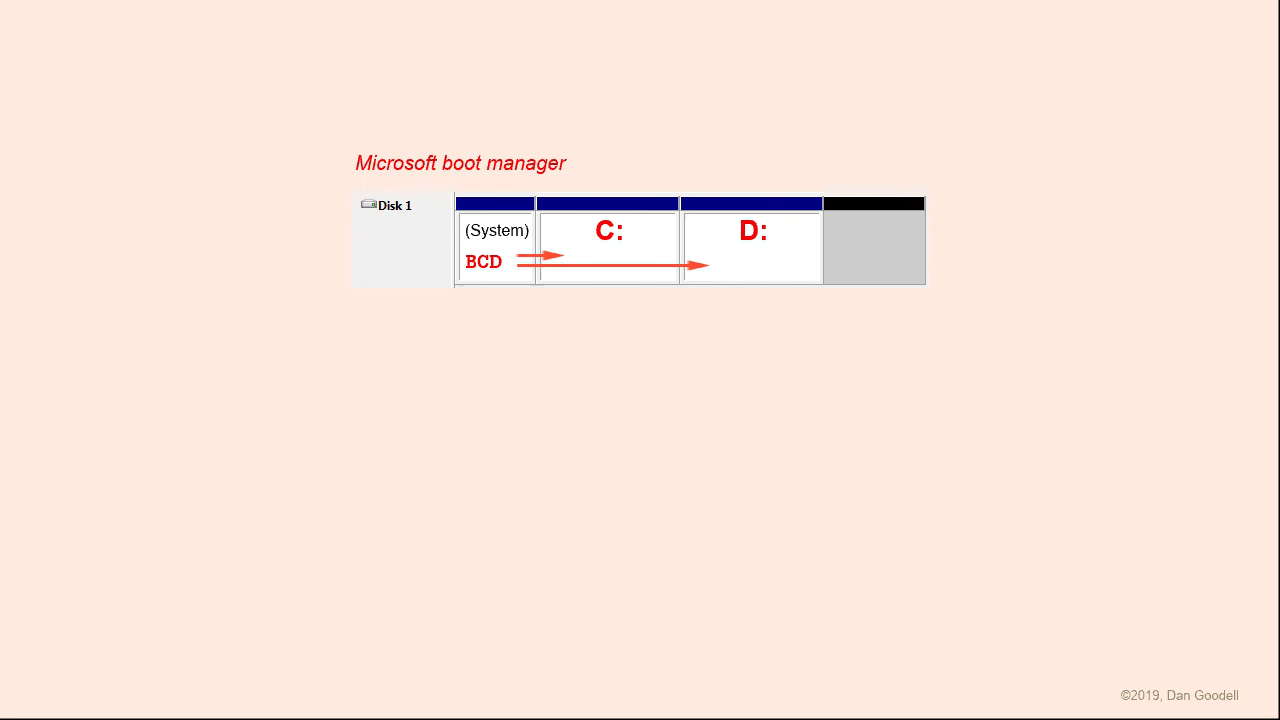 Microsoft boot manager
Disk 1
(System)
C:
D:
BCD
©2019, Dan Goodell